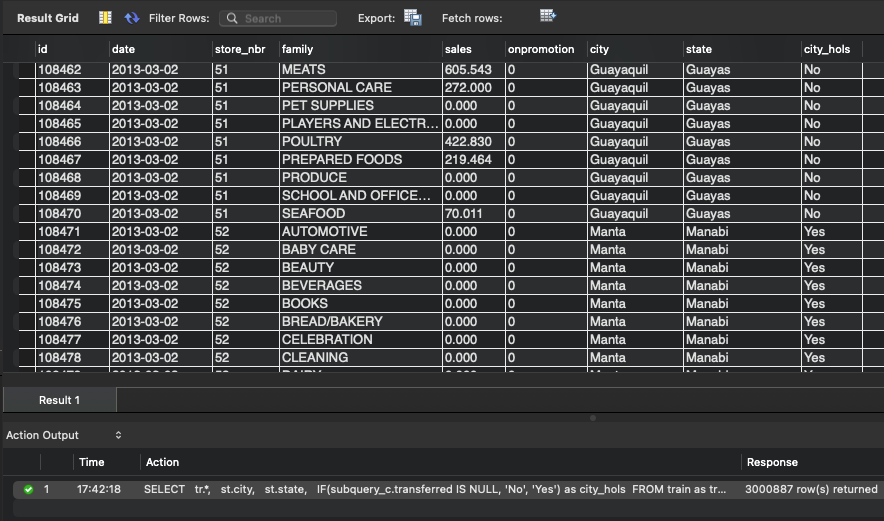 Result Grid Filter Rows: Search Export: Fetch rows:
id date store_nbr family sales onpromotion city state city_hols
108462 2013-03-02 51 MEATS 605.543 0 Guayaquil Guayas No
108463 2013-03-02 51 PERSONAL CARE 272.000 0 Guayaquil Guayas No
108464 2013-03-02 51 PET SUPPLIES 0.000 0 Guayaquil Guayas No
108465 2013-03-02 51 PLAYERS AND ELECTR... 0.000 0 Guayaquil Guayas No
108466 2013-03-02 51 POULTRY 422.830 0 Guayaquil Guayas No
108467 2013-03-02 51 PREPARED FOODS 219.464 0 Guayaquil Guayas No
108468 2013-03-02 51 PRODUCE 0.000 0 Guayaquil Guayas No
108469 2013-03-02 51 SCHOOL AND OFFICE... 0.000 0 Guayaquil Guayas No
108470 2013-03-02 51 SEAFOOD 70.011 0 Guayaquil Guayas No
108471 2013-03-02 52 AUTOMOTIVE 0.000 0 Manta Manabi Yes
108472 2013-03-02 52 BABY CARE 0.000 0 Manta Manabi Yes
108473 2013-03-02 52 BEAUTY 0.000 0 Manta Manabi Yes
108474 2013-03-02 52 BEVERAGES 0.000 0 Manta Manabi Yes
108475 2013-03-02 52 BOOKS 0.000 0 Manta Manabi Yes
108476 2013-03-02 52 BREAD/BAKERY 0.000 0 Manta Manabi Yes
108477 2013-03-02 52 CELEBRATION 0.000 0 Manta Manabi Yes
108478 2013-03-02 52 CLEANING 0.000 0 Manta Manabi Yes
Result 1
Action Output
Time Action Response
1 17:42:18 SELECT tr.*, st.city, st.state, IF(subquery_c.transferred IS NULL, 'No', 'Yes') as city_hols FROM train as tr... 3000887 row(s) returned